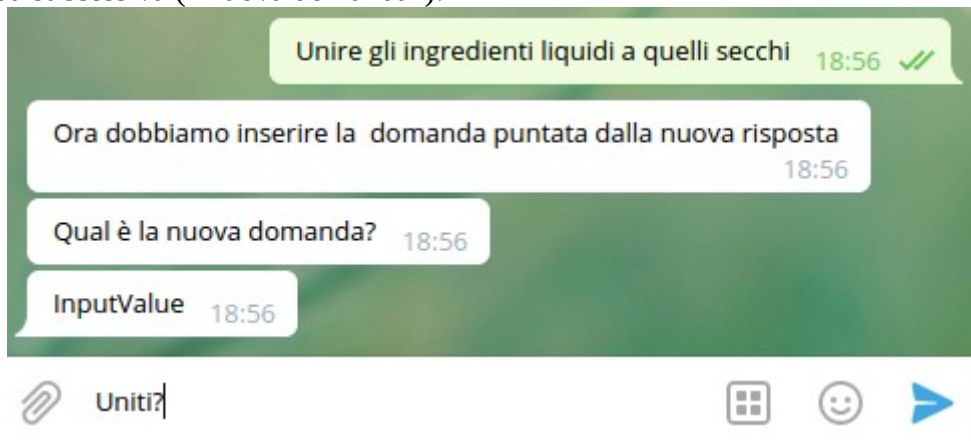 Unire gli ingredienti liquidi a quelli secchi 18:56
Ora dobbiamo inserire la domanda puntata dalla nuova risposta
18:56
Qual è la nuova domanda? 18:56
InputValue 18:56
Uniti?